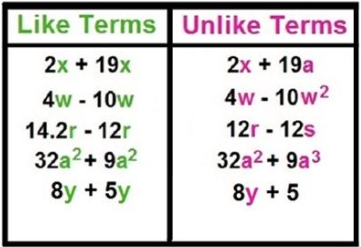 Like Terms Unlike Terms
2x + 19x 2x + 19a
4w - 10w 4w - 10w²
14.2r - 12r 12r - 12s
32a² + 9a² 32a² + 9a³
8y + 5y 8y + 5